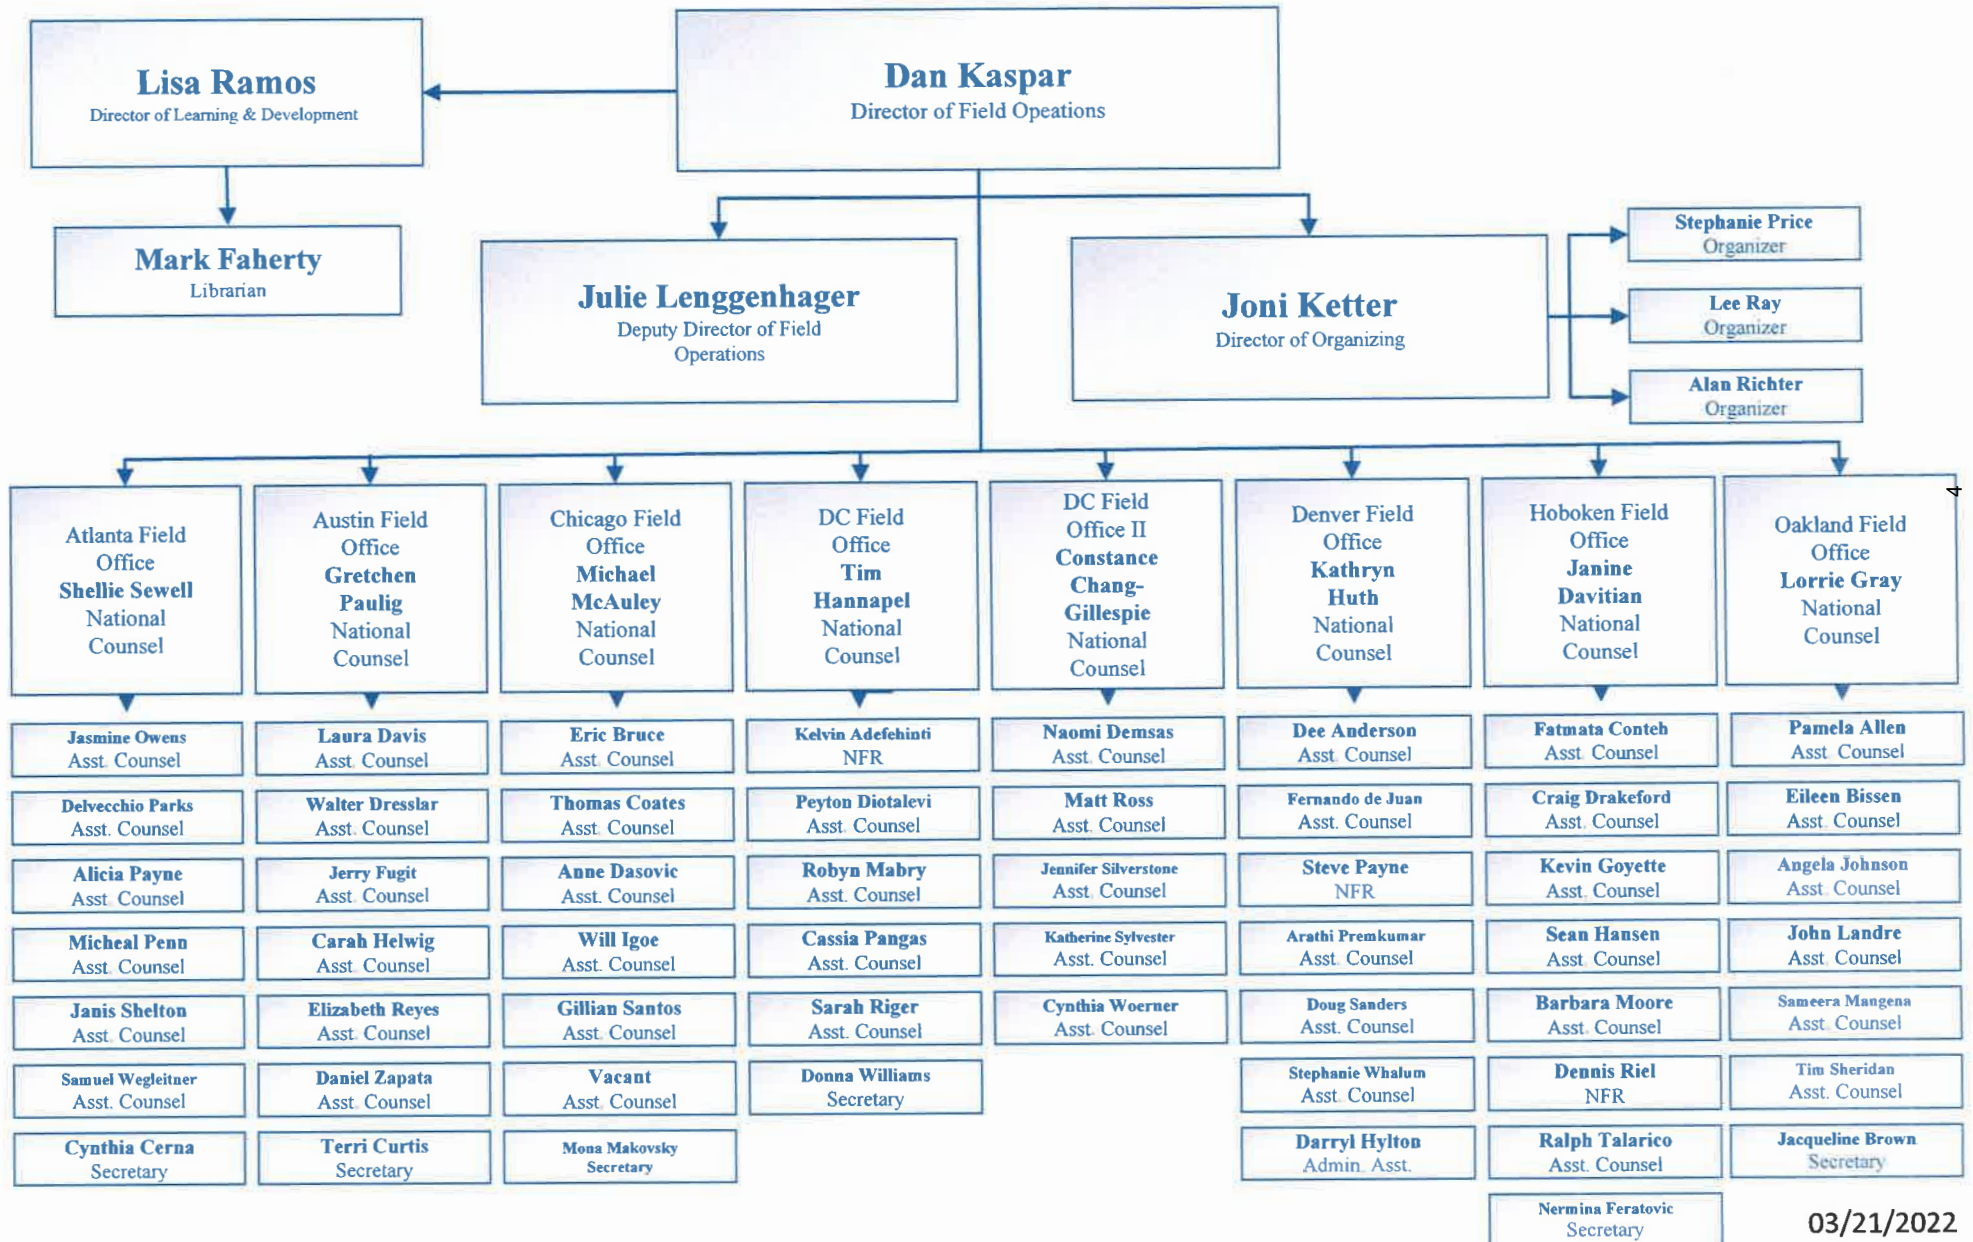 Lisa Ramos
Director of Learning & Development
Dan Kaspar
Director of Field Opeations
Mark Faherty
Librarian
Julie Lenggenhager
Deputy Director of Field
Operations
Joni Ketter
Director of Organizing
Stephanie Price
Organizer
Lee Ray
Organizer
Alan Richter
Organizer
4
Atlanta Field
Office
Shellie Sewell
National
Counsel
Jasmine Owens
Asst. Counsel
Delvecchio Parks
Asst. Counsel
Alicia Payne
Asst. Counsel
Micheal Penn
Asst. Counsel
Janis Shelton
Asst. Counsel
Samuel Wegleitner
Asst. Counsel
Cynthia Cerna
Secretary
Austin Field
Office
Gretchen
Paulig
National
Counsel
Laura Davis
Asst. Counsel
Walter Dresslar
Asst. Counsel
Jerry Fugit
Asst. Counsel
Carah Helwig
Asst. Counsel
Elizabeth Reyes
Asst. Counsel
Daniel Zapata
Asst. Counsel
Terri Curtis
Secretary
Chicago Field
Office
Michael
McAuley
National
Counsel
Eric Bruce
Asst. Counsel
Thomas Coates
Asst. Counsel
Anne Dasovic
Asst. Counsel
Will Igoe
Asst. Counsel
Gillian Santos
Asst. Counsel
Vacant
Asst. Counsel
Mona Makovsky
Secretary
DC Field
Office
Tim
Hannapel
National
Counsel
Kelvin Adefehinti
NFR
Peyton Diotalevi
Asst. Counsel
Robyn Mabry
Asst. Counsel
Cassia Pangas
Asst. Counsel
Sarah Riger
Asst. Counsel
Donna Williams
Secretary
DC Field
Office II
Constance
Chang-
Gillespie
National
Counsel
Naomi Demsas
Asst. Counsel
Matt Ross
Asst. Counsel
Jennifer Silverstone
Asst. Counsel
Katherine Sylvester
Asst. Counsel
Cynthia Woerner
Asst. Counsel
Denver Field
Office
Kathryn
Huth
National
Counsel
Dee Anderson
Asst. Counsel
Fernando de Juan
Asst. Counsel
Steve Payne
NFR
Arathi Premkumar
Asst. Counsel
Doug Sanders
Asst. Counsel
Stephanie Whalum
Asst. Counsel
Darryl Hylton
Admin. Asst.
Hoboken Field
Office
Janine
Davitian
National
Counsel
Fatmata Conteh
Asst. Counsel
Craig Drakeford
Asst. Counsel
Kevin Goyette
Asst. Counsel
Sean Hansen
Asst. Counsel
Barbara Moore
Asst. Counsel
Dennis Riel
NFR
Ralph Talarico
Asst. Counsel
Nermina Feratovic
Secretary
Oakland Field
Office
Lorrie Gray
National
Counsel
Pamela Allen
Asst. Counsel
Eileen Bissen
Asst. Counsel
Angela Johnson
Asst. Counsel
John Landre
Asst. Counsel
Sameera Mangena
Asst. Counsel
Tim Sheridan
Asst. Counsel
Jacqueline Brown
Secretary
03/21/2022